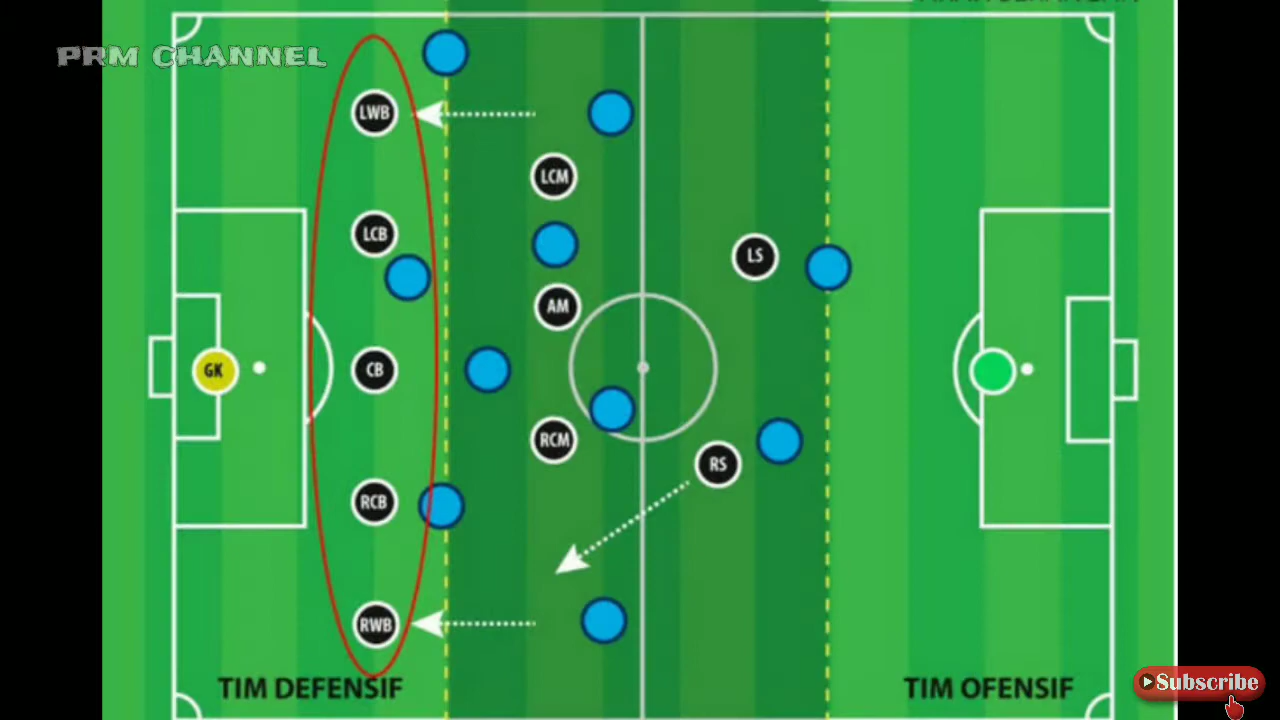 PRM CHANNEL
LWB
LCM
LCB
LS
AM
GK
CB
RCM
RS
RCB
RWB
TIM DEFENSIF
TIM OFENSIF
Subscribe